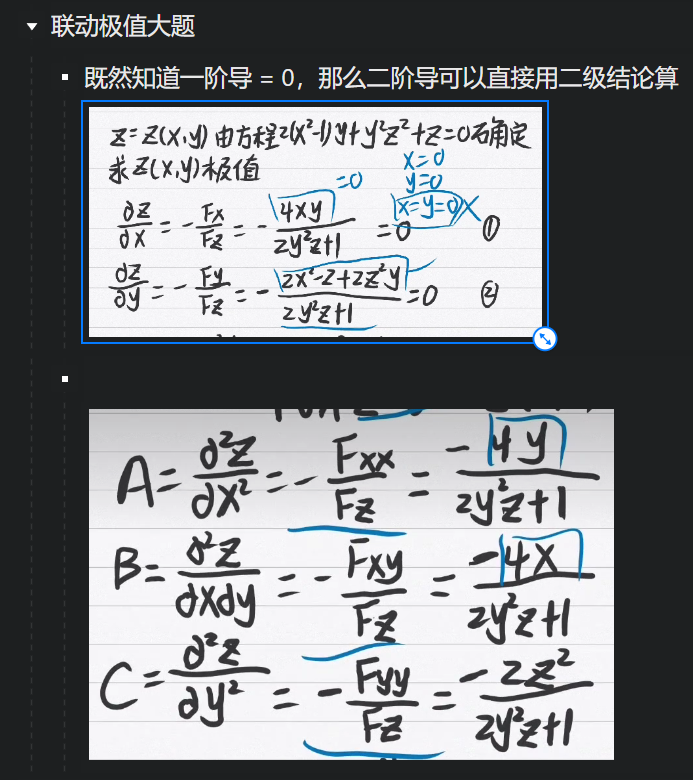 联动极值大题
既然知道一阶导 = 0，那么二阶导可以直接用二级结论算
Z=Z(X,y)由方程2(X²-1)y+y²Z²+Z=0确定
求Z(X,y)极值
X=0
y=0
X=y=0 X
=0
∂Z/∂X = -Fx/Fz = -4Xy/(2y²Z+1) =0 ①
∂Z/∂y = -Fy/Fz = -(2X²-2+2Z²y)/(2y²Z+1) =0 ②
A= ∂²Z/∂X² = -Fxx/Fz = -4y/(2y²Z+1)
B= ∂²Z/∂X∂y = -Fxy/Fz = -4X/(2y²Z+1)
C= ∂²Z/∂y² = -Fyy/Fz = -2Z²/(2y²Z+1)